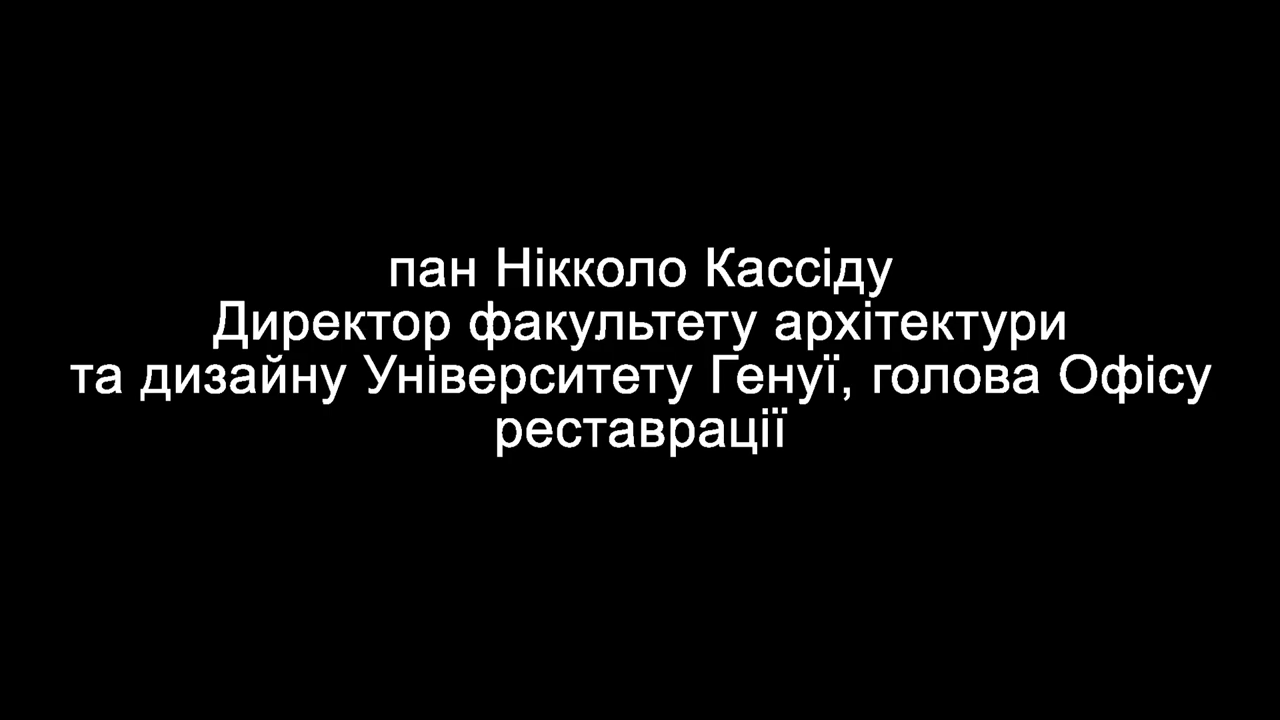 пан Нікколо Кассіду
Директор факультету архітектури
та дизайну Університету Генуї, голова Офісу
реставрації